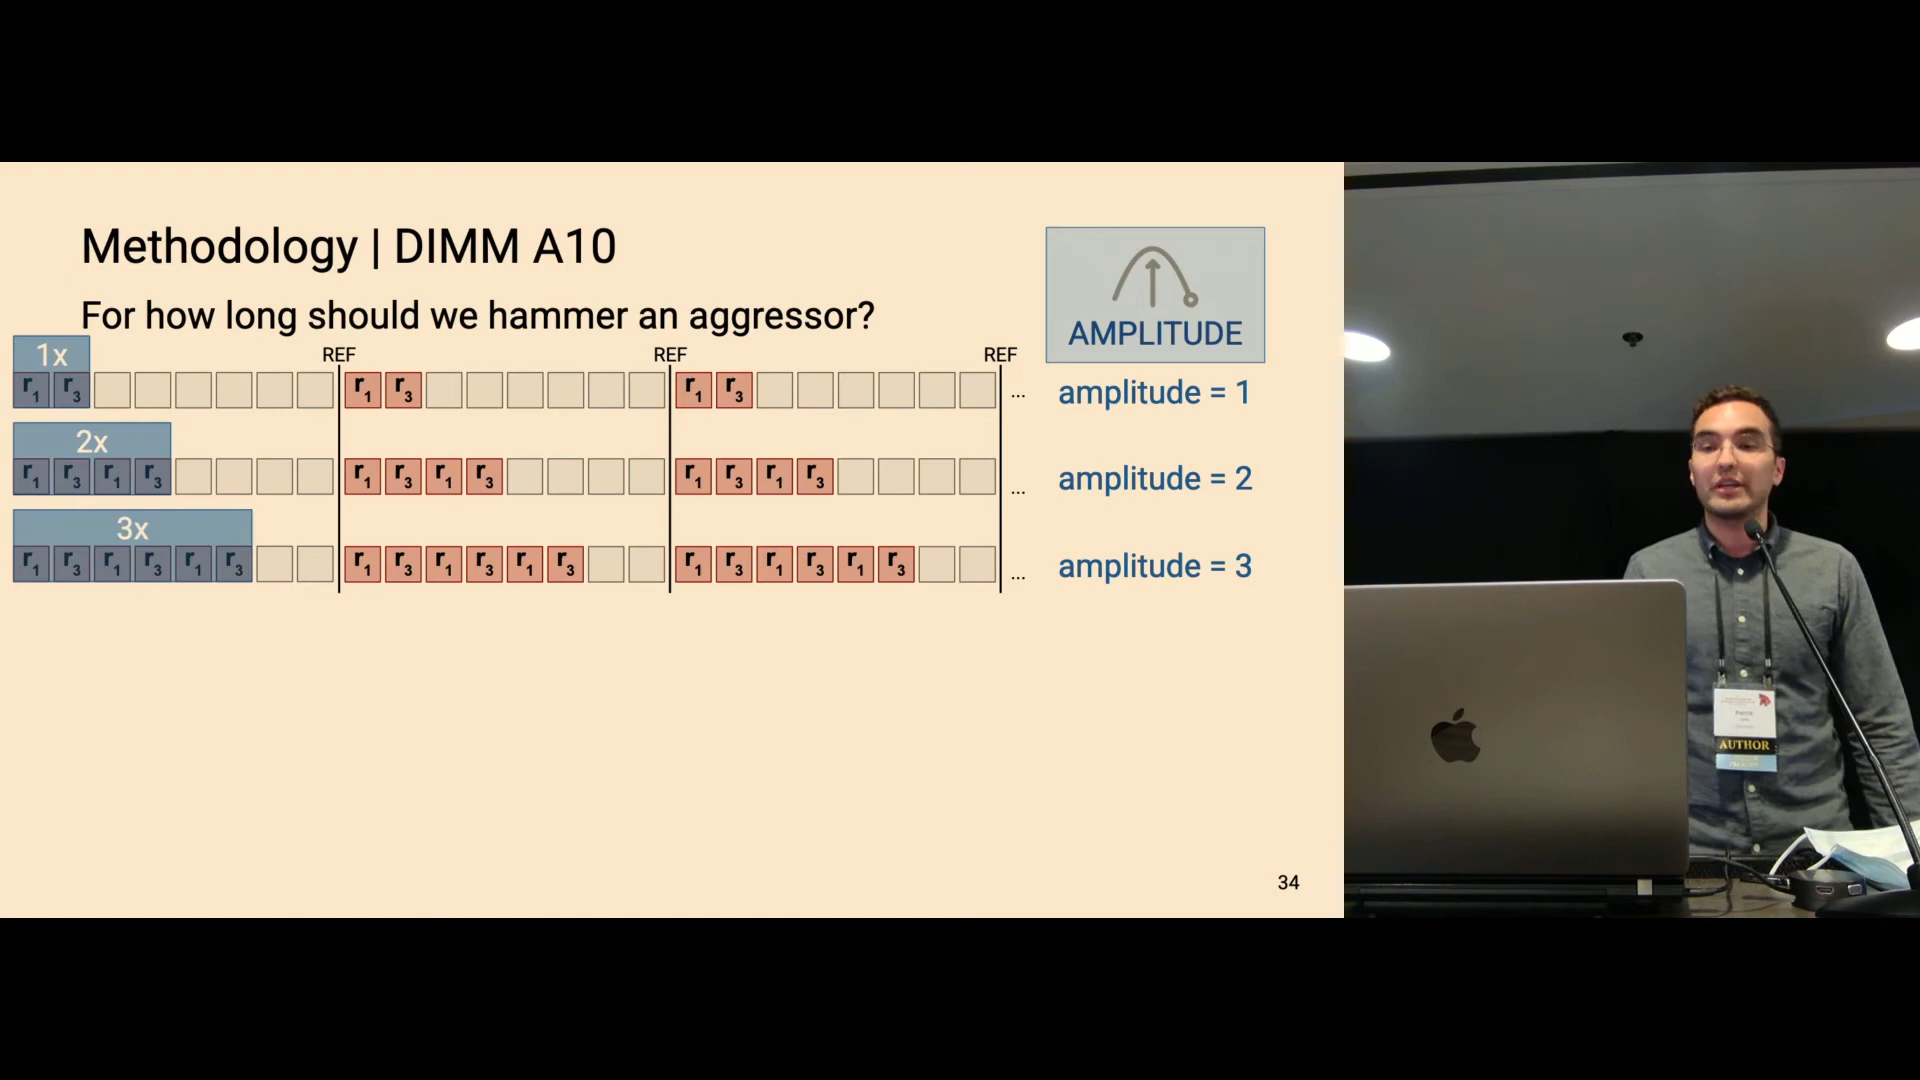 Methodology | DIMM A10
For how long should we hammer an aggressor?
AMPLITUDE
1x
REF REF REF
r1 r3 r1 r3 r1 r3 ... amplitude = 1
2x
r1 r3 r1 r3 r1 r3 r1 r3 r1 r3 r1 r3 ... amplitude = 2
3x
r1 r3 r1 r3 r1 r3 r1 r3 r1 r3 r1 r3 r1 r3 r1 r3 r1 r3 ... amplitude = 3
34
AUTHOR